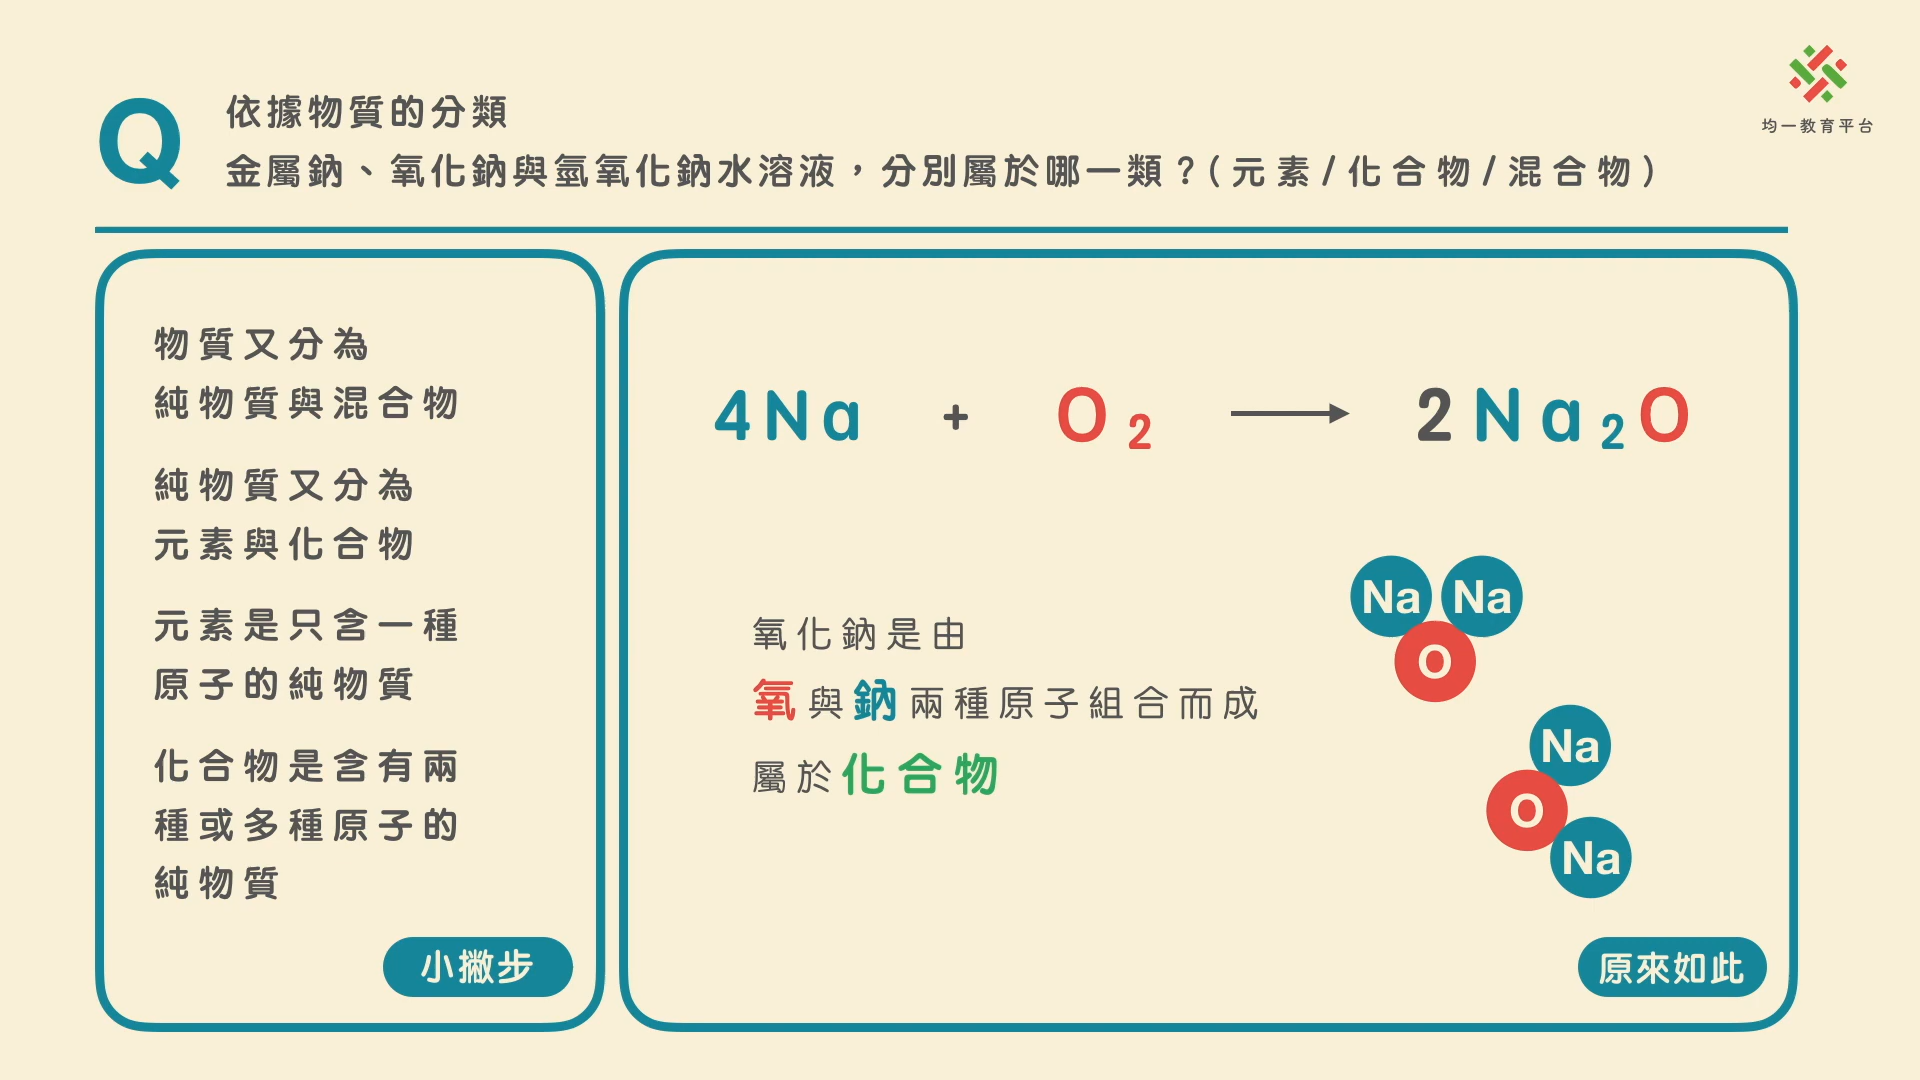 Q
依據物質的分類
金屬鈉、氧化鈉與氫氧化鈉水溶液，分別屬於哪一類？(元素/化合物/混合物)
均一教育平台
物質又分為
純物質與混合物
純物質又分為
元素與化合物
元素是只含一種
原子的純物質
化合物是含有兩
種或多種原子的
純物質
小撇步
4Na + O₂ → 2Na₂O
氧化鈉是由
氧與鈉兩種原子組合而成
屬於化合物
Na Na
O
Na
O
Na
原來如此